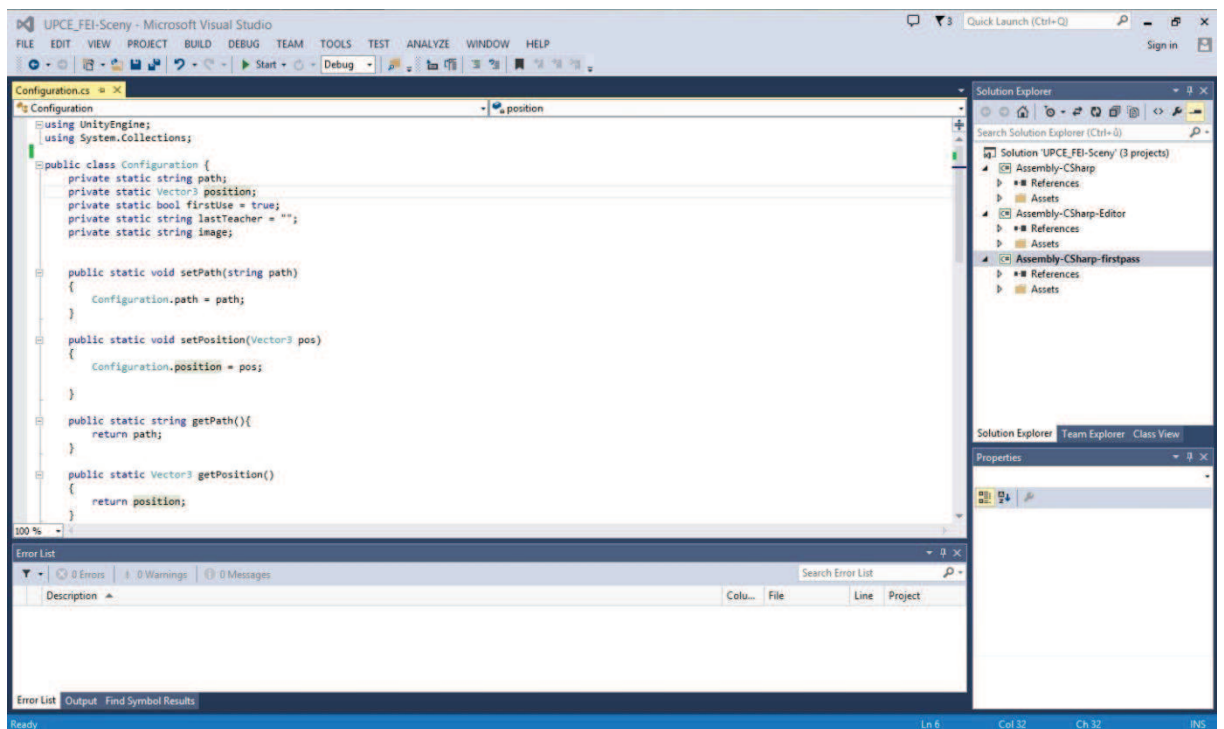 UPCE_FEI-Sceny - Microsoft Visual Studio
3
Quick Launch (Ctrl+Q)
FILE EDIT VIEW PROJECT BUILD DEBUG TEAM TOOLS TEST ANALYZE WINDOW HELP
Sign in
Start
Debug
Configuration.cs
Configuration
position
using UnityEngine;
using System.Collections;
public class Configuration {
private static string path;
private static Vector3 position;
private static bool firstUse = true;
private static string lastTeacher = "";
private static string image;
public static void setPath(string path)
{
Configuration.path = path;
}
public static void setPosition(Vector3 pos)
{
Configuration.position = pos;
}
public static string getPath(){
return path;
}
public static Vector3 getPosition()
{
return position;
}
100 %
Solution Explorer
Search Solution Explorer (Ctrl+ů)
Solution 'UPCE_FEI-Sceny' (3 projects)
Assembly-CSharp
References
Assets
Assembly-CSharp-Editor
References
Assets
Assembly-CSharp-firstpass
References
Assets
Solution Explorer Team Explorer Class View
Properties
Error List
0 Errors 0 Warnings 0 Messages
Search Error List
Description Colu... File Line Project
Error List Output Find Symbol Results
Ready Ln 6 Col 32 Ch 32 INS